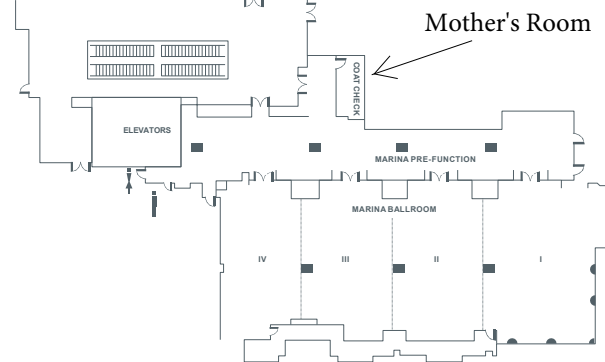 Mother's Room
COAT CHECK
ELEVATORS
MARINA PRE-FUNCTION
MARINA BALLROOM
IV
III
II
I